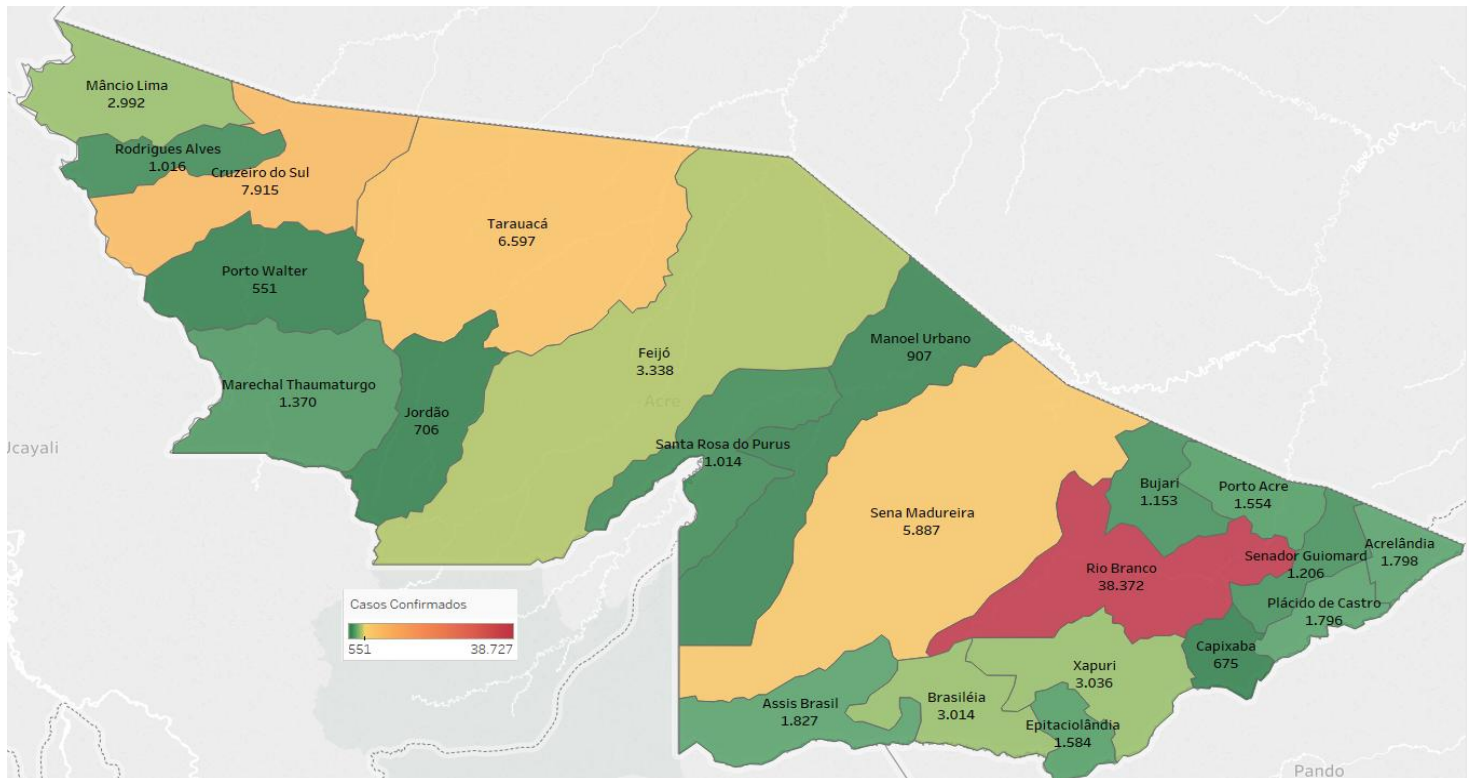 Mâncio Lima
2.992
Rodrigues Alves
1.016
Cruzeiro do Sul
7.915
Tarauacá
6.597
Porto Walter
551
Manoel Urbano
907
Feijó
3.338
Marechal Thaumaturgo
1.370
Acre
Jordão
706
Ucayali
Santa Rosa do Purus
1.014
Bujari
1.153
Porto Acre
1.554
Sena Madureira
5.887
Acrelândia
1.798
Senador Guiomard
1.206
Rio Branco
38.372
Plácido de Castro
1.796
Casos Confirmados
551 38.727
Capixaba
675
Xapuri
3.036
Brasiléia
3.014
Assis Brasil
1.827
Epitaciolândia
1.584
Pando